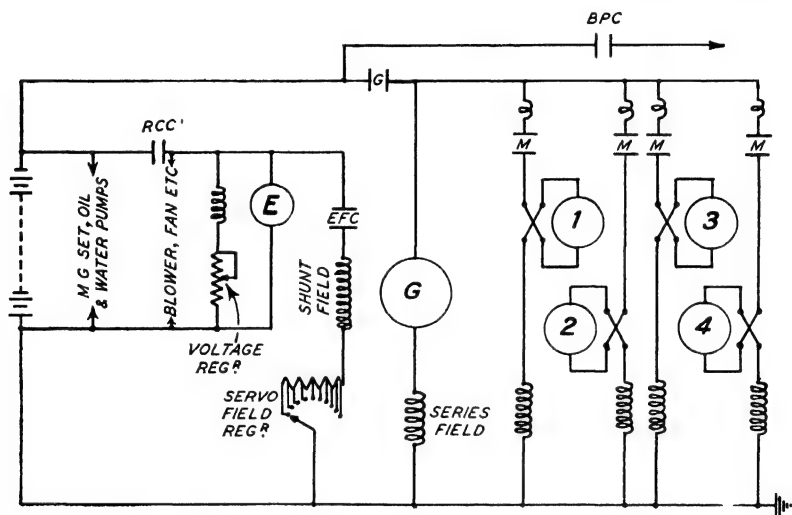 BPC
G
RCC'
M
M
M
M
M G SET, OIL
& WATER PUMPS
BLOWER, FAN ETC
E
EFC
1
3
SHUNT
FIELD
G
2
4
VOLTAGE
REGR.
SERVO
FIELD
REGR.
SERIES
FIELD